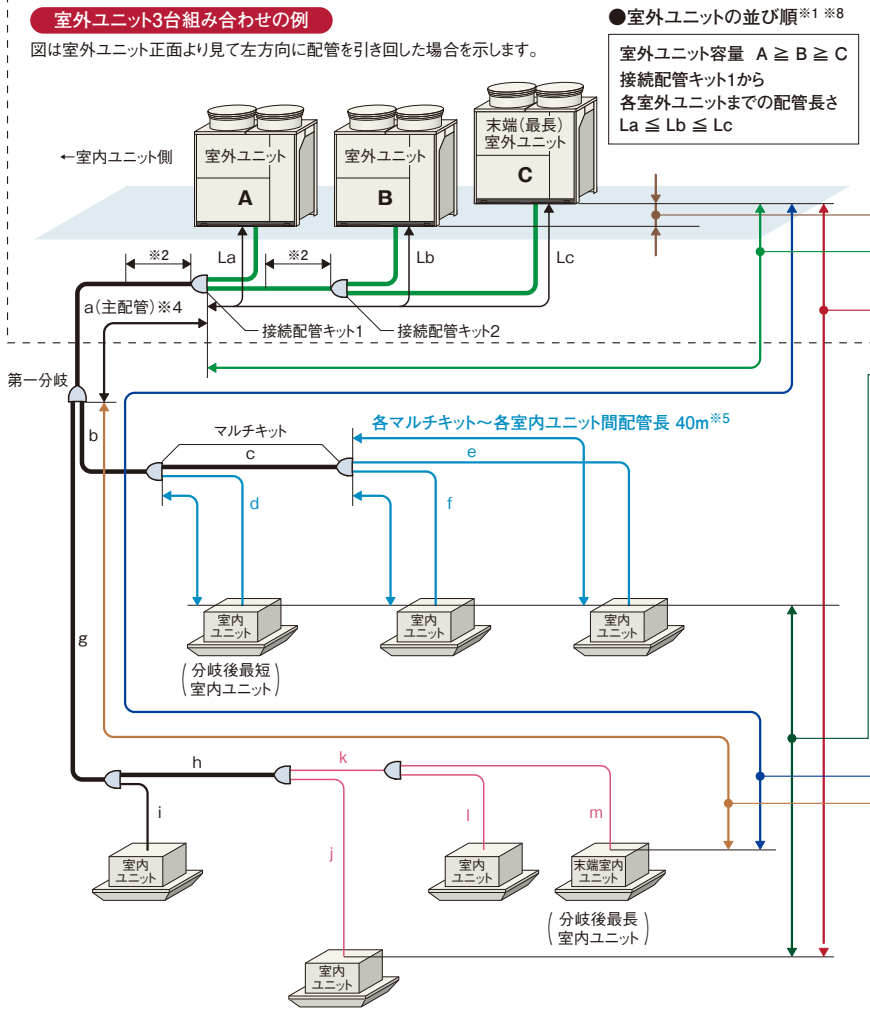 室外ユニット3台組み合わせの例
図は室外ユニット正面より見て左方向に配管を引き回した場合を示します。
●室外ユニットの並び順※1 ※8
室外ユニット容量 A ≧ B ≧ C
接続配管キット1から
各室外ユニットまでの配管長さ
La ≦ Lb ≦ Lc
←室内ユニット側
室外ユニット
A
室外ユニット
B
末端(最長)
室外ユニット
C
※2
La
※2
Lb
Lc
a(主配管)※4
接続配管キット1
接続配管キット2
第一分岐
b
マルチキット
c
各マルチキット～各室内ユニット間配管長 40m※5
d
e
f
室内
ユニット
(分岐後最短
室内ユニット)
室内
ユニット
室内
ユニット
g
h
i
j
k
l
m
室内
ユニット
室内
ユニット
末端室内
ユニット
(分岐後最長
室内ユニット)
室内
ユニット